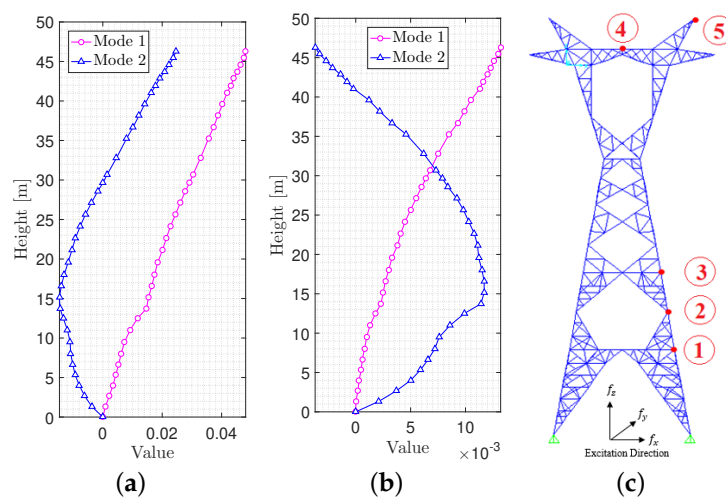 Mode 1
Mode 2
50
45
40
35
30
25
20
15
10
5
0
Height [m]
0
0.02
0.04
Value
(a)
Mode 1
Mode 2
50
45
40
35
30
25
20
15
10
5
0
Height [m]
0
5
10
Value
× 10⁻³
(b)
4
5
3
2
1
f_z
f_y
f_x
Excitation Direction
(c)